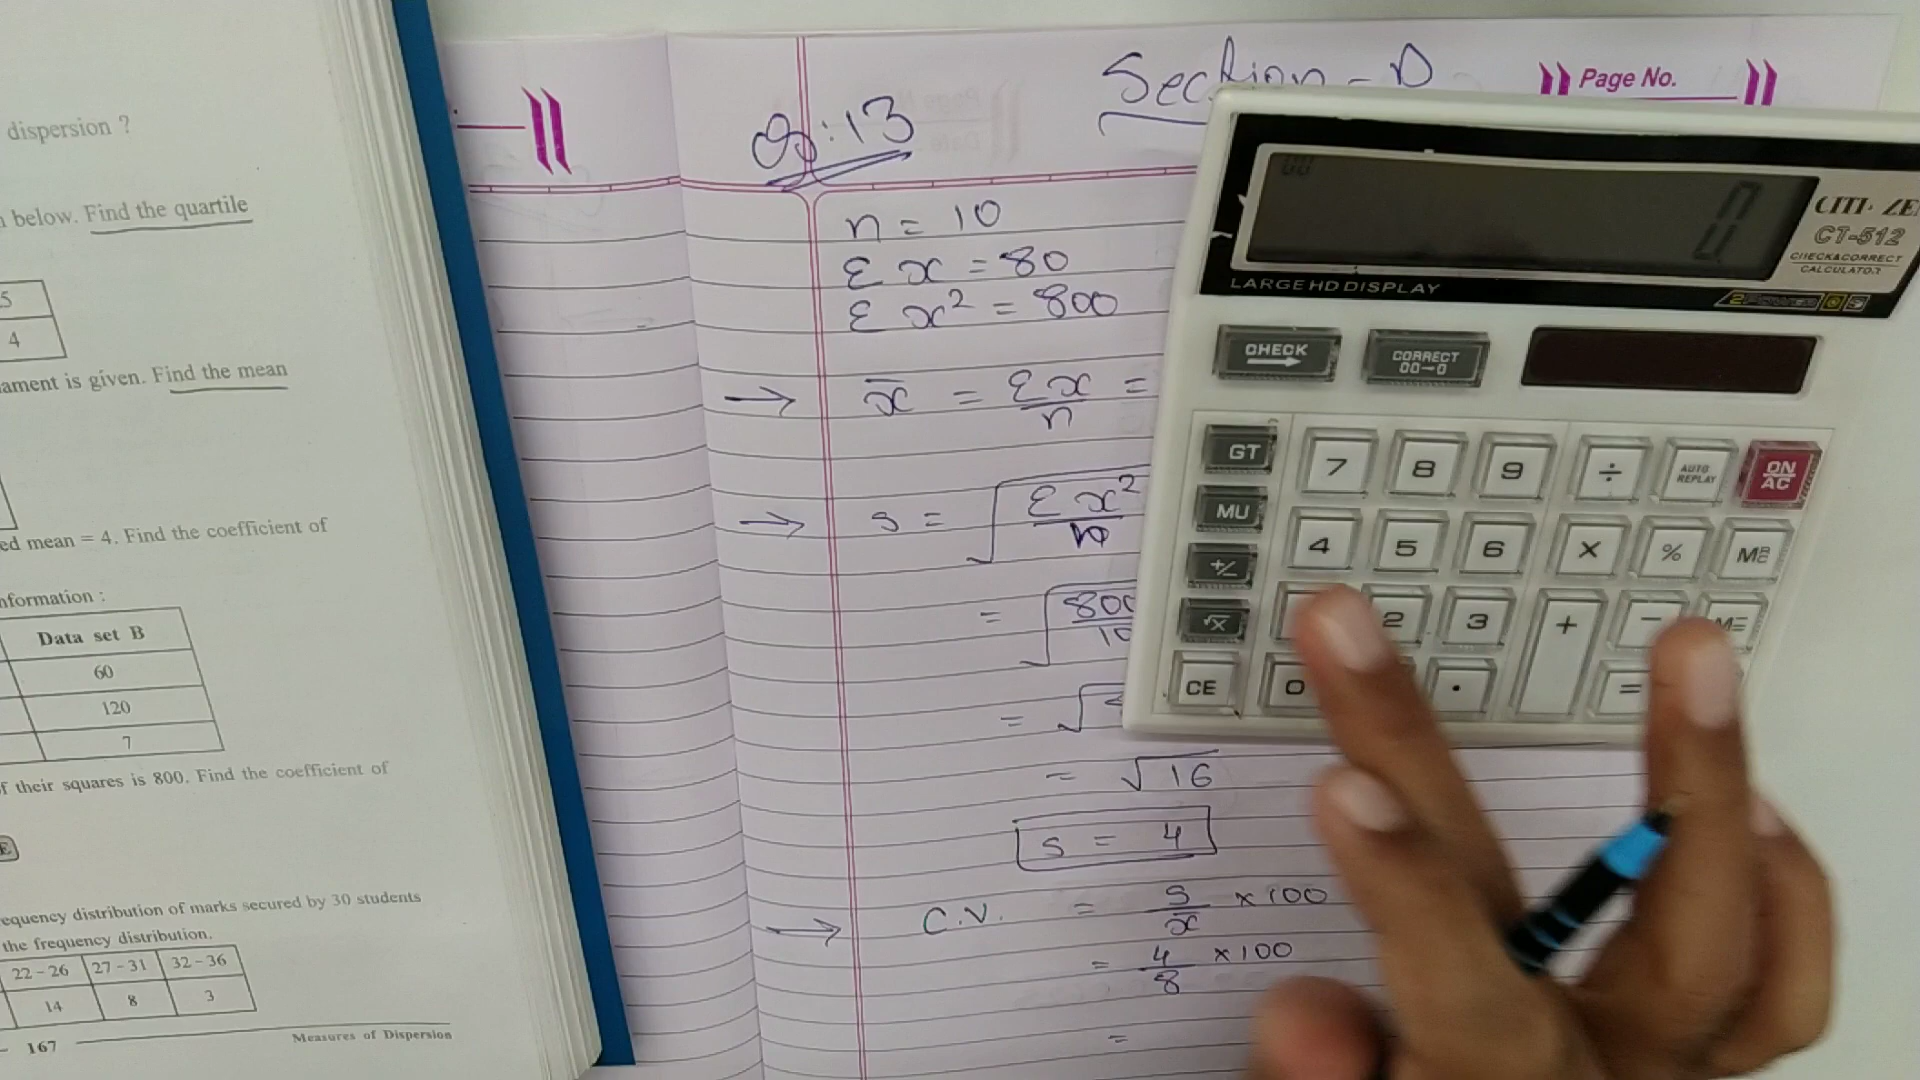 dispersion ?
below. Find the quartile
5
4
ament is given. Find the mean
ed mean = 4. Find the coefficient of
nformation :
Data set B
60
120
7
f their squares is 800. Find the coefficient of
E
equency distribution of marks secured by 30 students
the frequency distribution.
22 – 26 27 – 31 32 – 36
14 8 3
167 Measures of Dispersion
Section - D
Page No.
Q:13
n = 10
Σ x = 80
Σ x² = 800
→ x̄ = Σx/n =
→ s = √ Σx²/n
= √ 800/10
= √
= √16
s = 4
→ C.V. = s/x̄ × 100
= 4/8 × 100
=
0
CITIZE
CT-512
CHECK&CORRECT
CALCULATOR
LARGE HD DISPLAY
CHECK → CORRECT 00→0
GT 7 8 9 ÷ AUTO REPLAY ON AC
MU 4 5 6 × %
+/− 2 3 + −
√x
CE 0 . =